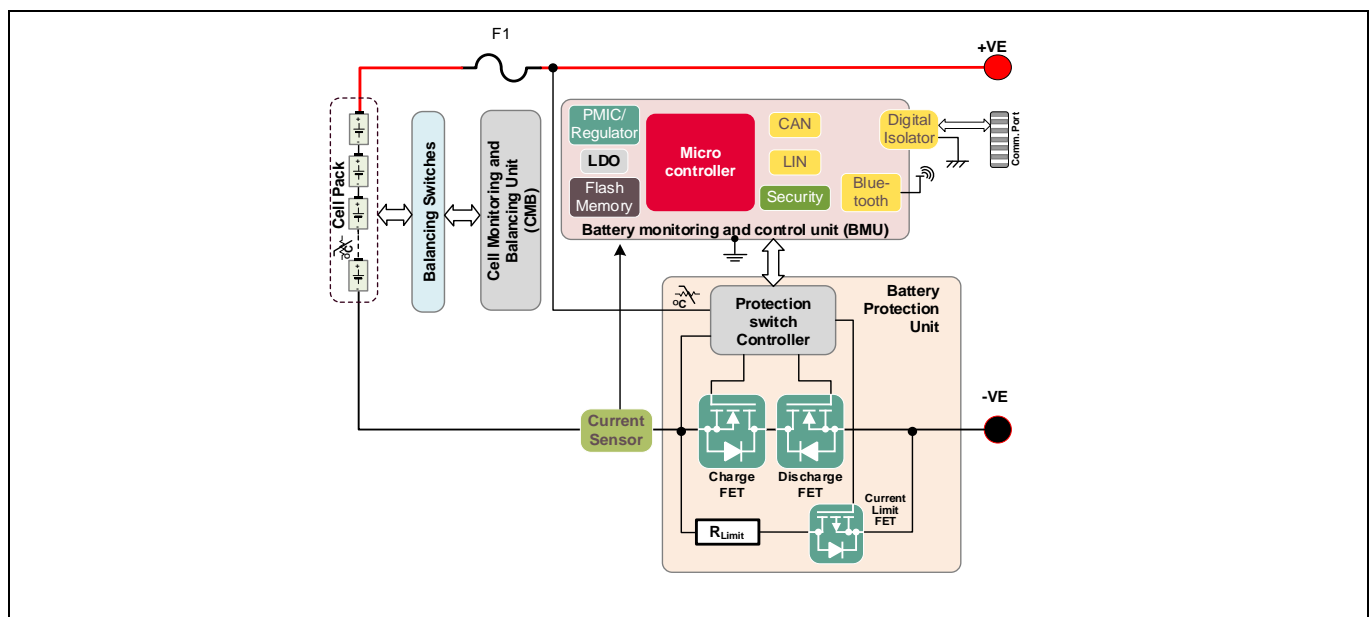 F1
+VE
Cell Pack
oC
Balancing Switches
Cell Monitoring and
Balancing Unit
(CMB)
PMIC/
Regulator
LDO
Flash
Memory
Micro
controller
CAN
LIN
Security
Digital
Isolator
Blue-
tooth
Comm. Port
Battery monitoring and control unit (BMU)
oC
Protection
switch
Controller
Battery
Protection
Unit
Current
Sensor
-VE
Charge
FET
Discharge
FET
Current
Limit
FET
RLimit